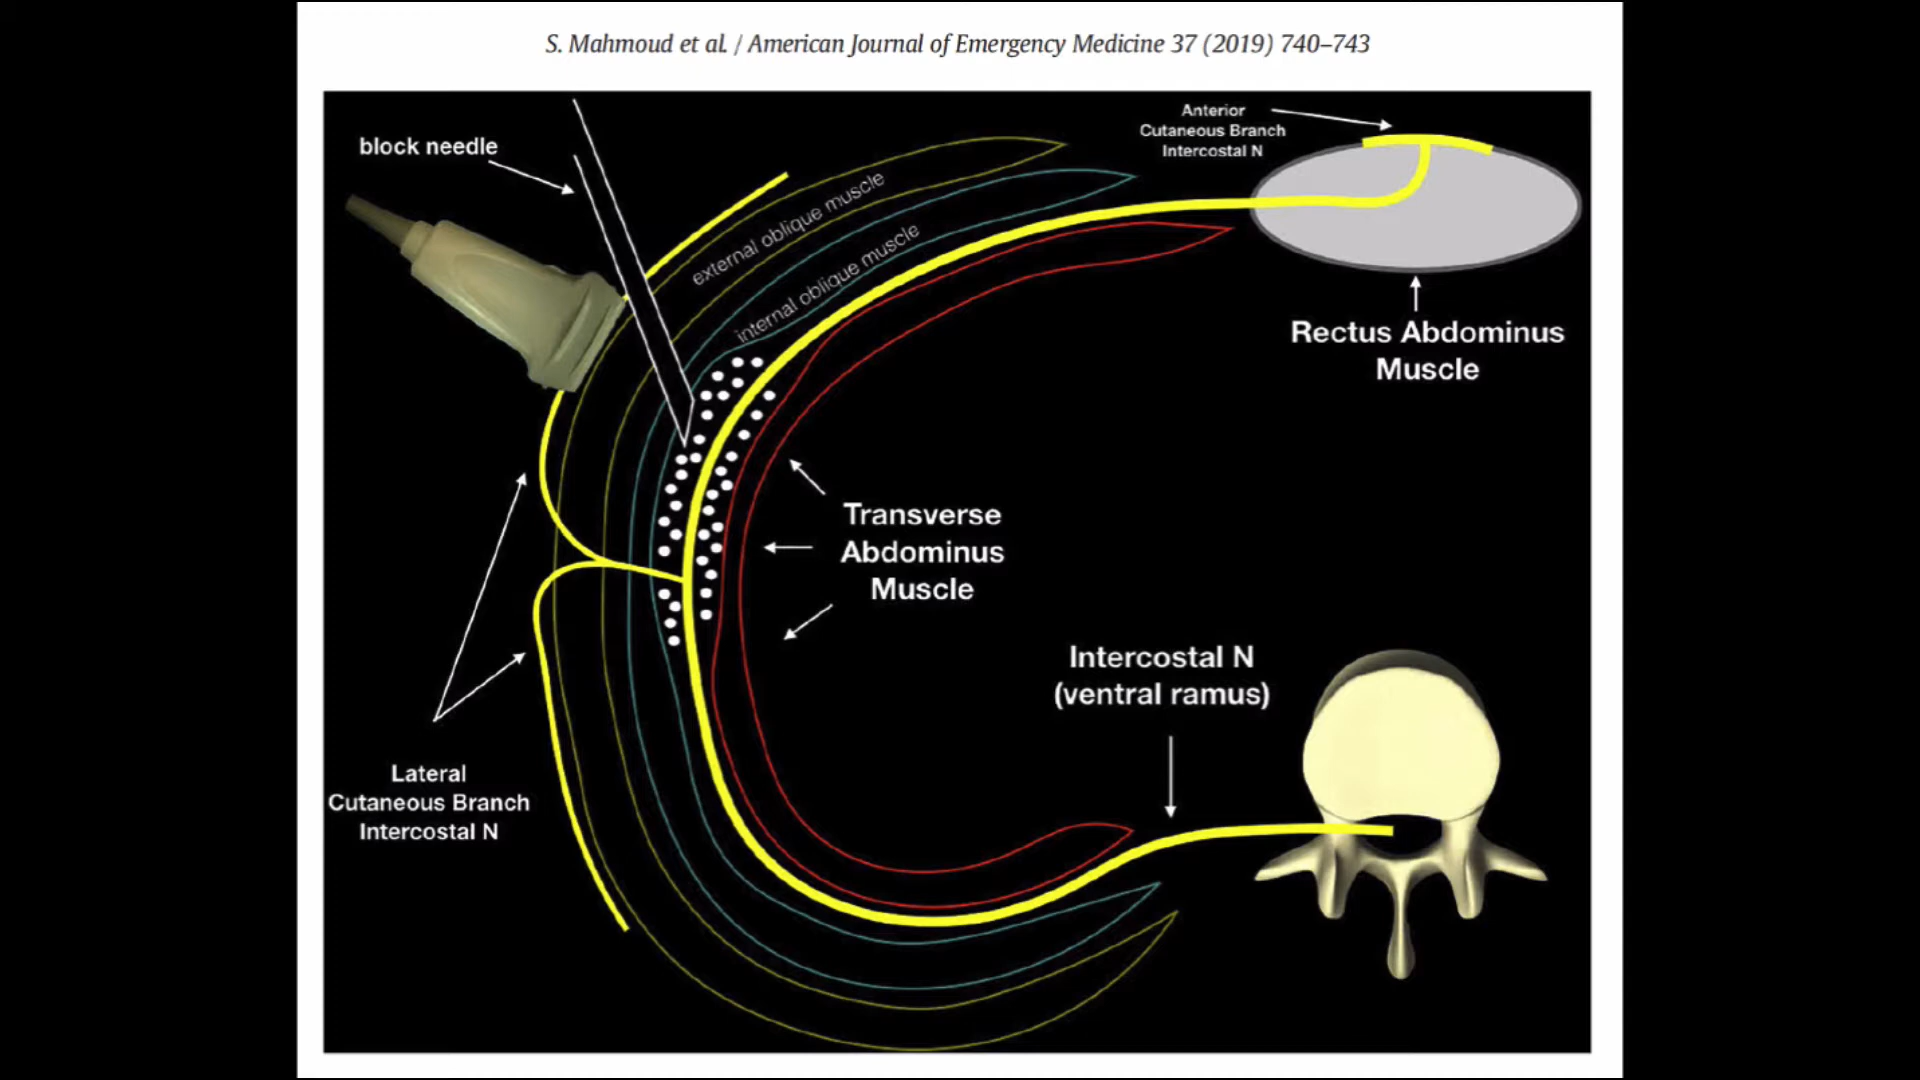 S. Mahmoud et al. / American Journal of Emergency Medicine 37 (2019) 740–743
block needle
Anterior
Cutaneous Branch
Intercostal N
external oblique muscle
internal oblique muscle
Rectus Abdominus
Muscle
Transverse
Abdominus
Muscle
Intercostal N
(ventral ramus)
Lateral
Cutaneous Branch
Intercostal N